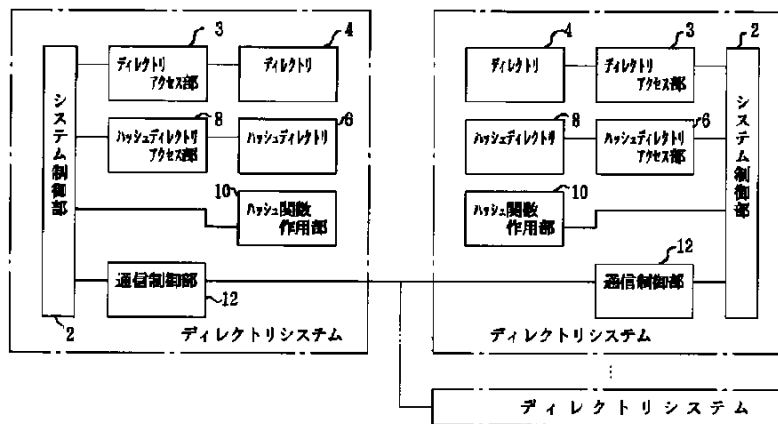 3
4
ディレクトリ
アクセス部
ディレクトリ
システム制御部
8
6
ハッシュディレクトリ
アクセス部
ハッシュディレクトリ
10
ハッシュ関数
作用部
通信制御部
12
2
ディレクトリシステム
4
3
2
ディレクトリ
ディレクトリ
アクセス部
システム制御部
8
6
ハッシュディレクトリ
ハッシュディレクトリ
アクセス部
10
ハッシュ関数
作用部
12
通信制御部
ディレクトリシステム
ディレクトリシステム